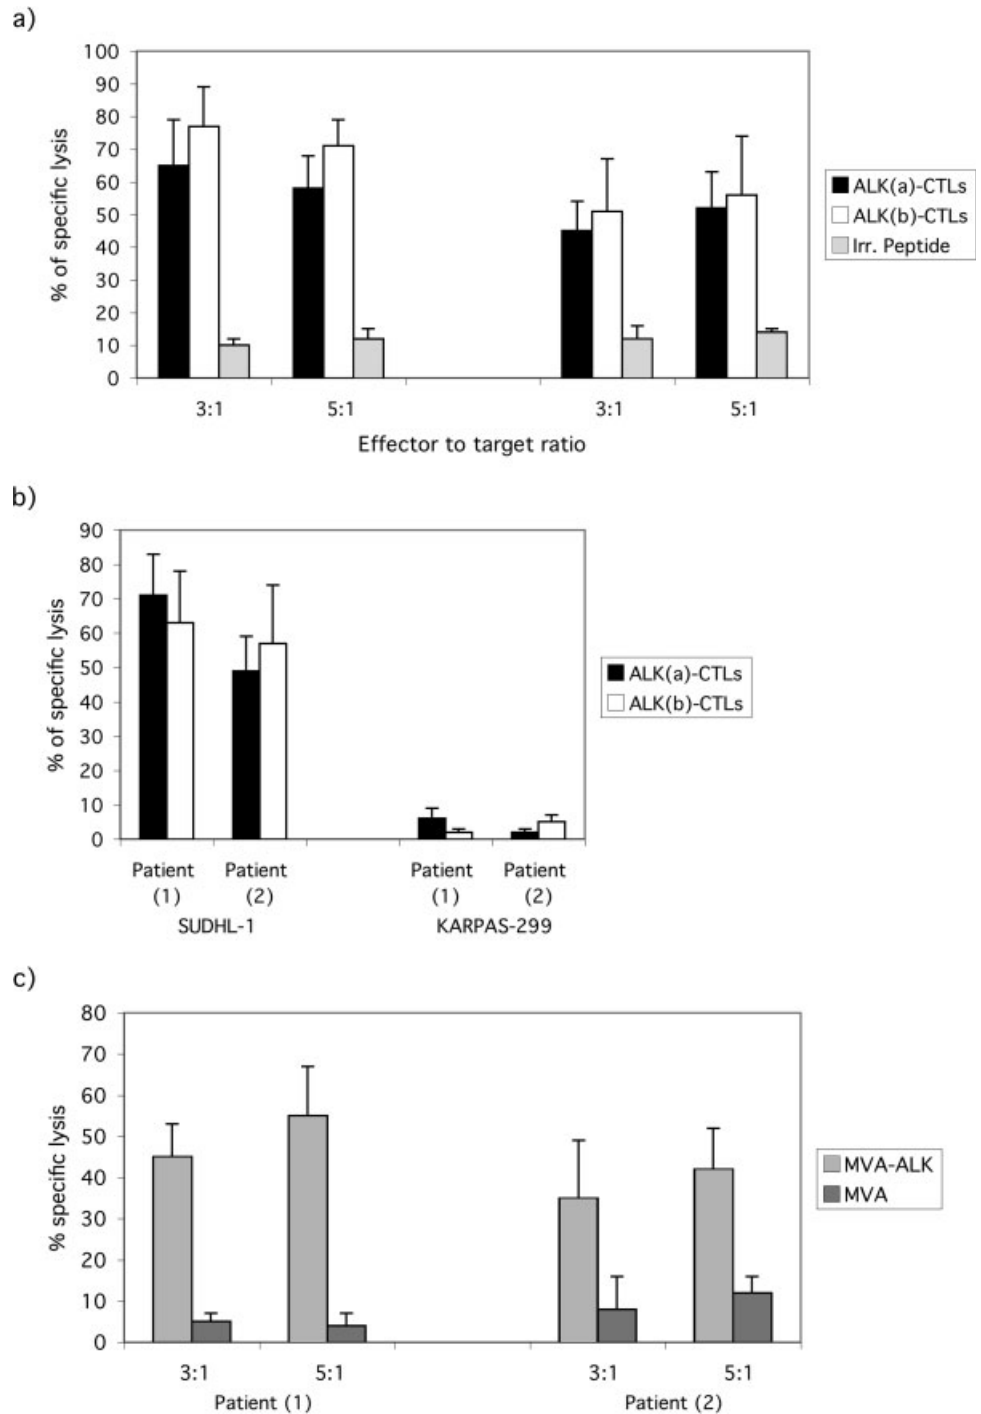 a)
100
90
80
70
60
50
40
30
20
10
0
% of specific lysis
3:1 5:1 3:1 5:1
Effector to target ratio
ALK(a)-CTLs
ALK(b)-CTLs
Irr. Peptide
b)
90
80
70
60
50
40
30
20
10
0
% of specific lysis
Patient Patient Patient Patient
(1) (2) (1) (2)
SUDHL-1 KARPAS-299
ALK(a)-CTLs
ALK(b)-CTLs
c)
80
70
60
50
40
30
20
10
0
% specific lysis
3:1 5:1 3:1 5:1
Patient (1) Patient (2)
MVA-ALK
MVA